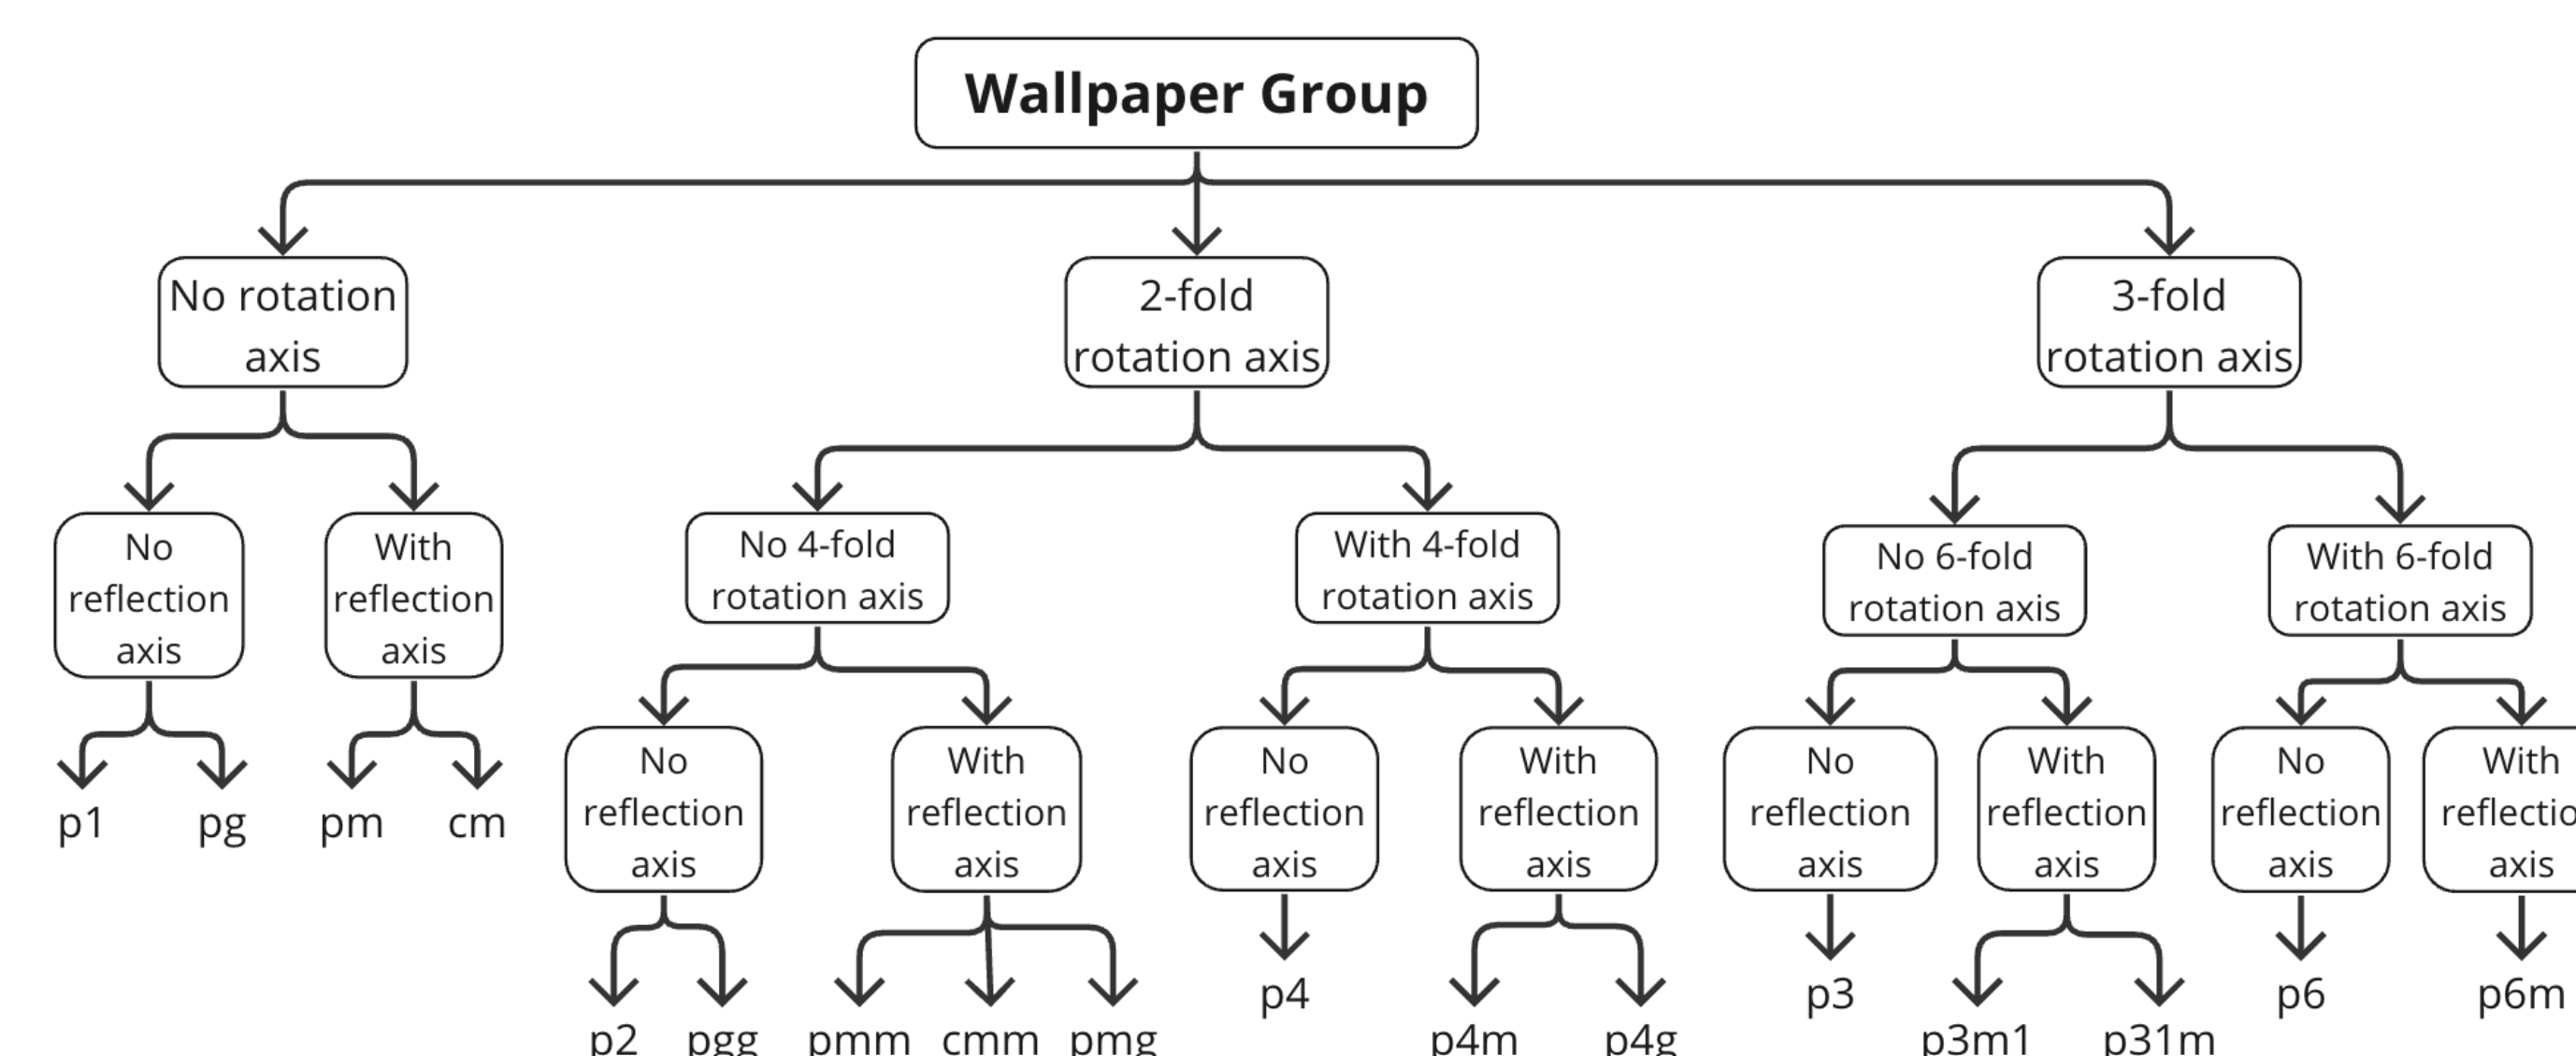 Wallpaper Group
No rotation
axis
2-fold
rotation axis
3-fold
rotation axis
No
reflection
axis
With
reflection
axis
No 4-fold
rotation axis
With 4-fold
rotation axis
No 6-fold
rotation axis
With 6-fold
rotation axis
No
reflection
axis
With
reflection
axis
No
reflection
axis
With
reflection
axis
No
reflection
axis
With
reflection
axis
No
reflection
axis
With
reflectio
axis
p1
pg
pm
cm
p2
pgg
pmm
cmm
pmg
p4
p4m
p4g
p3
p3m1
p31m
p6
p6m